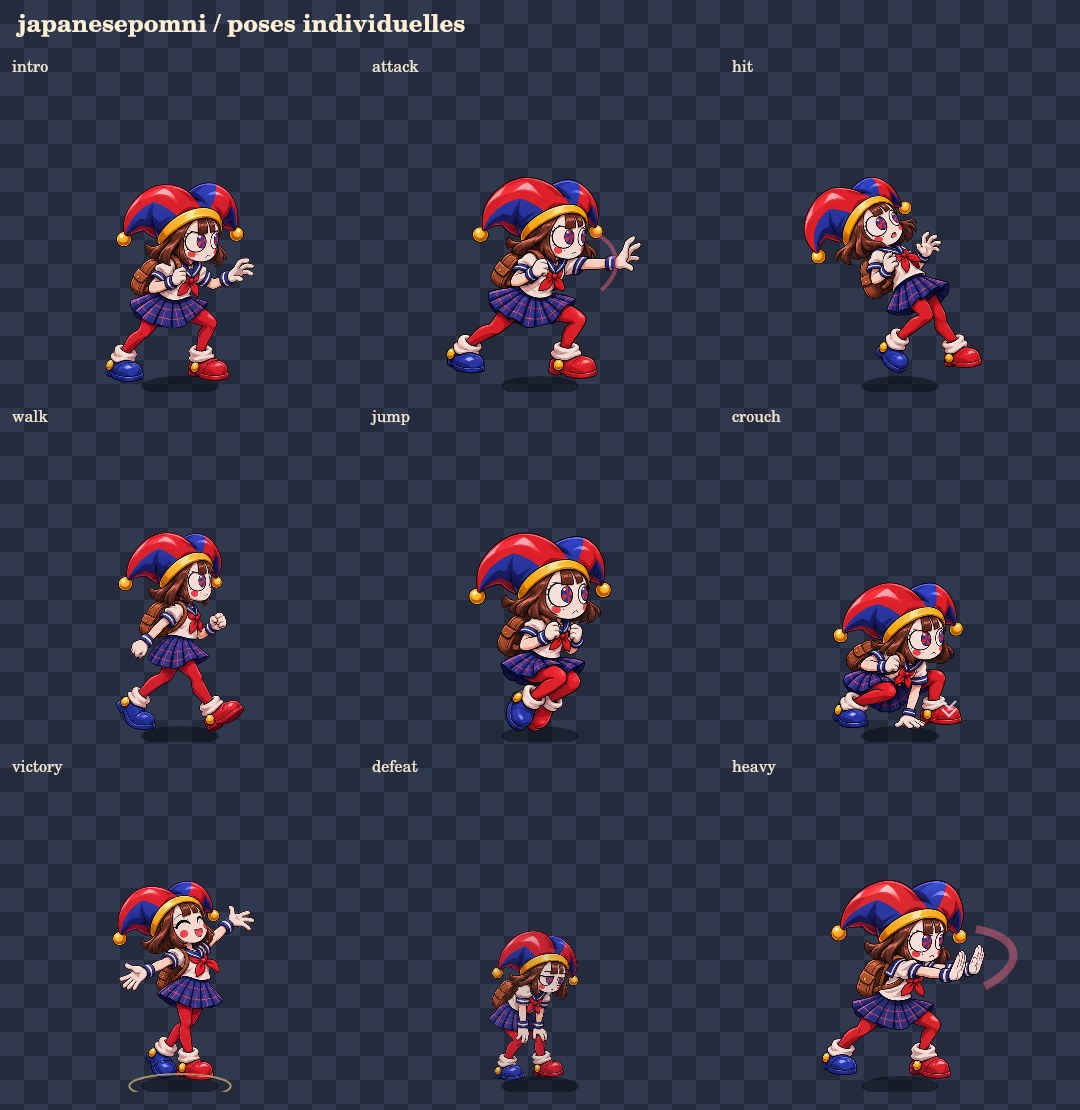 japanesepomni / poses individuelles
intro
attack
hit
walk
jump
crouch
victory
defeat
heavy